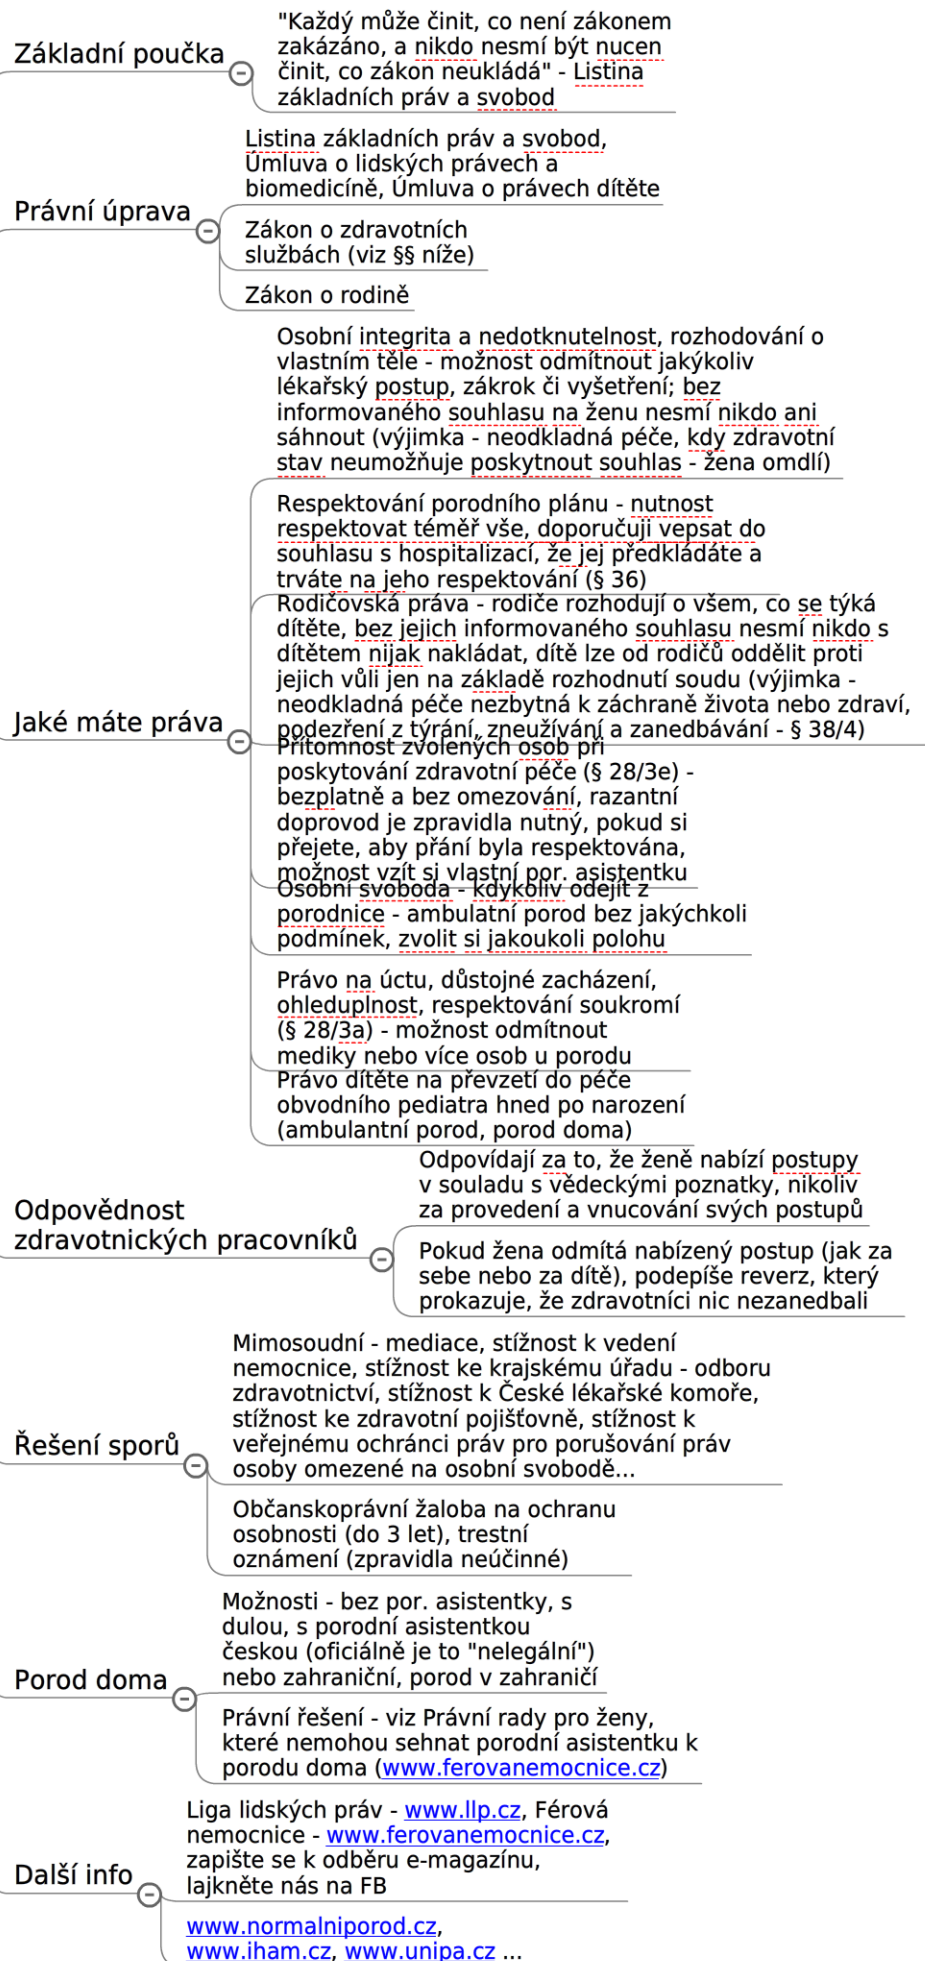 Základní poučka
"Každý může činit, co není zákonem
zakázáno, a nikdo nesmí být nucen
činit, co zákon neukládá" - Listina
základních práv a svobod
Právní úprava
Listina základních práv a svobod,
Úmluva o lidských právech a
biomedicíně, Úmluva o právech dítěte
Zákon o zdravotních
službách (viz §§ níže)
Zákon o rodině
Jaké máte práva
Osobní integrita a nedotknutelnost, rozhodování o
vlastním těle - možnost odmítnout jakýkoliv
lékařský postup, zákrok či vyšetření; bez
informovaného souhlasu na ženu nesmí nikdo ani
sáhnout (výjimka - neodkladná péče, kdy zdravotní
stav neumožňuje poskytnout souhlas - žena omdlí)
Respektování porodního plánu - nutnost
respektovat téměř vše, doporučuji vepsat do
souhlasu s hospitalizací, že jej předkládáte a
trváte na jeho respektování (§ 36)
Rodičovská práva - rodiče rozhodují o všem, co se týká
dítěte, bez jejich informovaného souhlasu nesmí nikdo s
dítětem nijak nakládat, dítě lze od rodičů oddělit proti
jejich vůli jen na základě rozhodnutí soudu (výjimka -
neodkladná péče nezbytná k záchraně života nebo zdraví,
podezření z týrání, zneužívání a zanedbávání - § 38/4)
Přítomnost zvolených osob při
poskytování zdravotní péče (§ 28/3e) -
bezplatně a bez omezování, razantní
doprovod je zpravidla nutný, pokud si
přejete, aby přání byla respektována,
možnost vzít si vlastní por. asistentku
Osobní svoboda - kdykoliv odejít z
porodnice - ambulatní porod bez jakýchkoli
podmínek, zvolit si jakoukoli polohu
Právo na úctu, důstojné zacházení,
ohleduplnost, respektování soukromí
(§ 28/3a) - možnost odmítnout
mediky nebo více osob u porodu
Právo dítěte na převzetí do péče
obvodního pediatra hned po narození
(ambulantní porod, porod doma)
Odpovědnost
zdravotnických pracovníků
Odpovídají za to, že ženě nabízí postupy
v souladu s vědeckými poznatky, nikoliv
za provedení a vnucování svých postupů
Pokud žena odmítá nabízený postup (jak za
sebe nebo za dítě), podepíše reverz, který
prokazuje, že zdravotníci nic nezanedbali
Řešení sporů
Mimosoudní - mediace, stížnost k vedení
nemocnice, stížnost ke krajskému úřadu - odboru
zdravotnictví, stížnost k České lékařské komoře,
stížnost ke zdravotní pojišťovně, stížnost k
veřejnému ochránci práv pro porušování práv
osoby omezené na osobní svobodě...
Občanskoprávní žaloba na ochranu
osobnosti (do 3 let), trestní
oznámení (zpravidla neúčinné)
Porod doma
Možnosti - bez por. asistentky, s
dulou, s porodní asistentkou
českou (oficiálně je to "nelegální")
nebo zahraniční, porod v zahraničí
Právní řešení - viz Právní rady pro ženy,
které nemohou sehnat porodní asistentku k
porodu doma (www.ferovanemocnice.cz)
Další info
Liga lidských práv - www.llp.cz, Férová
nemocnice - www.ferovanemocnice.cz,
zapište se k odběru e-magazínu,
lajkněte nás na FB
www.normalniporod.cz,
www.iham.cz, www.unipa.cz ...